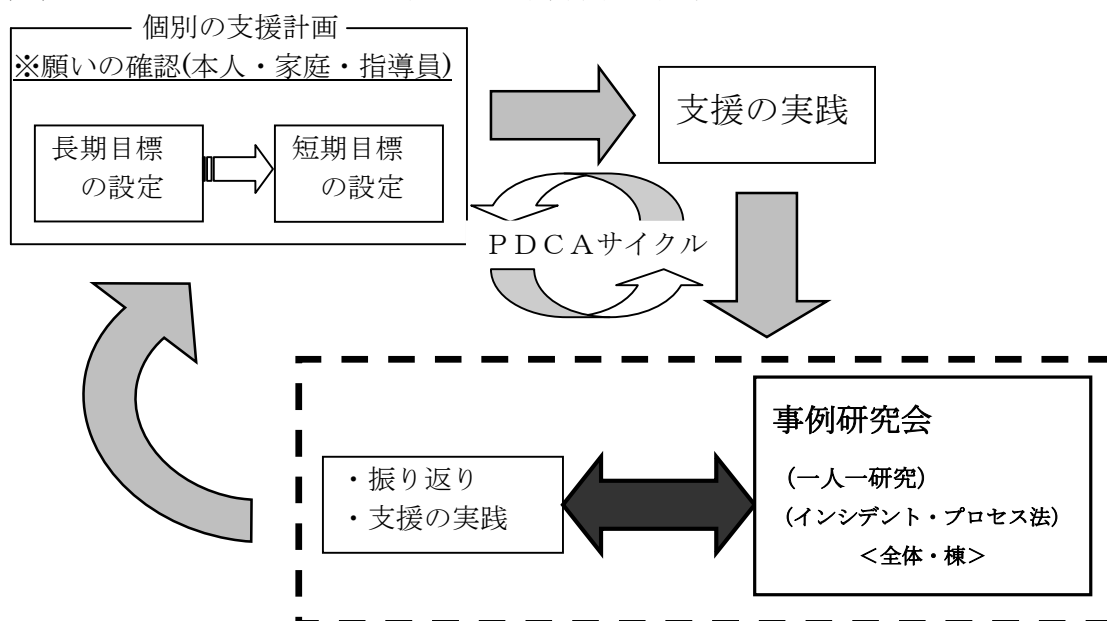 個別の支援計画
※願いの確認(本人・家庭・指導員)
長期目標
の設定
短期目標
の設定
支援の実践
ＰＤＣＡサイクル
・振り返り
・支援の実践
事例研究会
（一人一研究）
（インシデント・プロセス法）
＜全体・棟＞